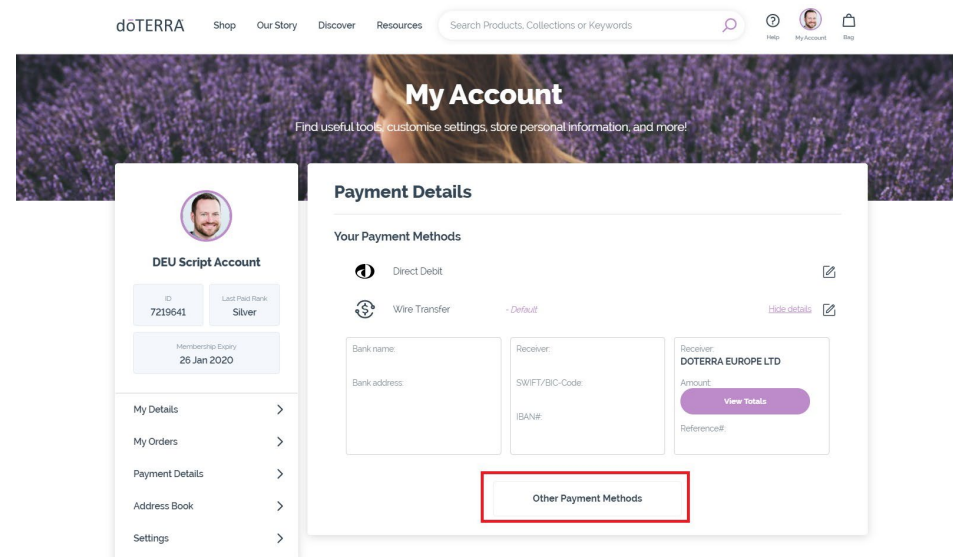 dōTERRA
Shop Our Story Discover Resources Search Products, Collections or Keywords
Help My Account Bag
My Account
Find useful tools, customise settings, store personal information, and more!
DEU Script Account
ID
7219641
Last Paid Rank
Silver
Membership Expiry
26 Jan 2020
My Details
My Orders
Payment Details
Address Book
Settings
Payment Details
Your Payment Methods
Direct Debit
Wire Transfer - Default Hide details
Bank name:
Bank address:
Receiver:
SWIFT/BIC-Code:
IBAN#:
Receiver:
DOTERRA EUROPE LTD
Amount:
View Totals
Reference#:
Other Payment Methods